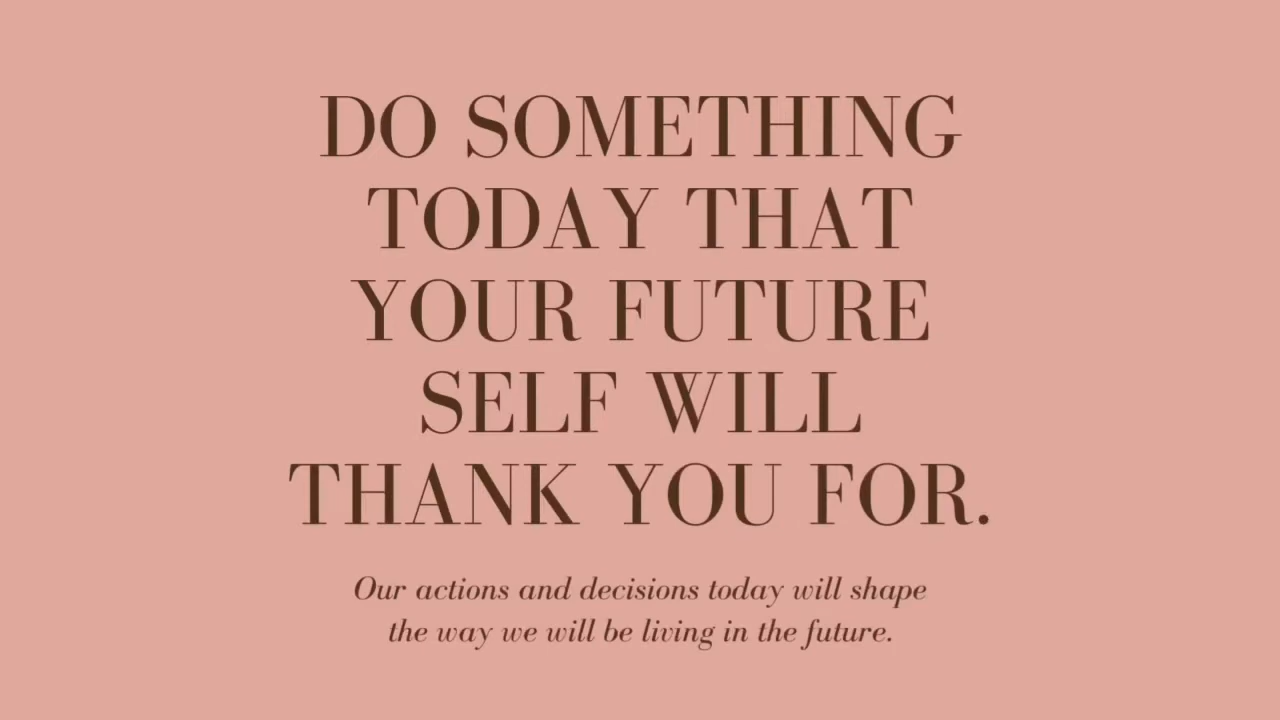 DO SOMETHING
TODAY THAT
YOUR FUTURE
SELF WILL
THANK YOU FOR.
Our actions and decisions today will shape
the way we will be living in the future.